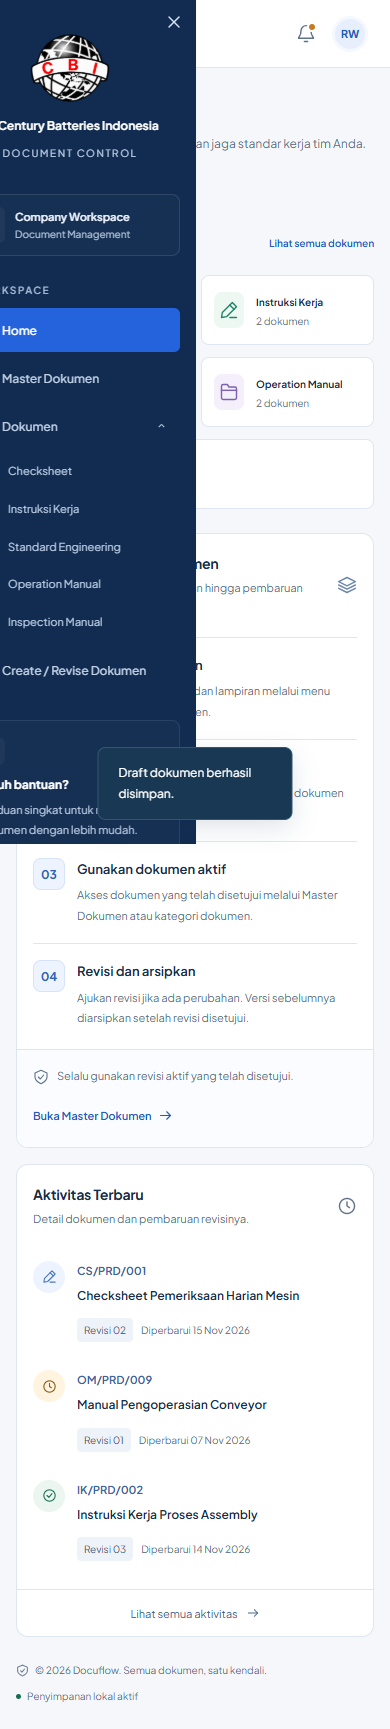 CBI
RW
Century Batteries Indonesia
DOCUMENT CONTROL
an jaga standar kerja tim Anda.
Company Workspace
Document Management
Lihat semua dokumen
KSPACE
Home
Master Dokumen
Dokumen
Checksheet
Instruksi Kerja
Standard Engineering
Operation Manual
Inspection Manual
Create / Revise Dokumen
Instruksi Kerja
2 dokumen
Operation Manual
2 dokumen
men
n hingga pembaruan
n
dan lampiran melalui menu
en.
dokumen
uh bantuan?
duan singkat untuk
umen dengan lebih mudah.
Draft dokumen berhasil
disimpan.
03 Gunakan dokumen aktif
Akses dokumen yang telah disetujui melalui Master
Dokumen atau kategori dokumen.
04 Revisi dan arsipkan
Ajukan revisi jika ada perubahan. Versi sebelumnya
diarsipkan setelah revisi disetujui.
Selalu gunakan revisi aktif yang telah disetujui.
Buka Master Dokumen
Aktivitas Terbaru
Detail dokumen dan pembaruan revisinya.
CS/PRD/001
Checksheet Pemeriksaan Harian Mesin
Revisi 02 Diperbarui 15 Nov 2026
OM/PRD/009
Manual Pengoperasian Conveyor
Revisi 01 Diperbarui 07 Nov 2026
IK/PRD/002
Instruksi Kerja Proses Assembly
Revisi 03 Diperbarui 14 Nov 2026
Lihat semua aktivitas
© 2026 Docuflow. Semua dokumen, satu kendali.
Penyimpanan lokal aktif